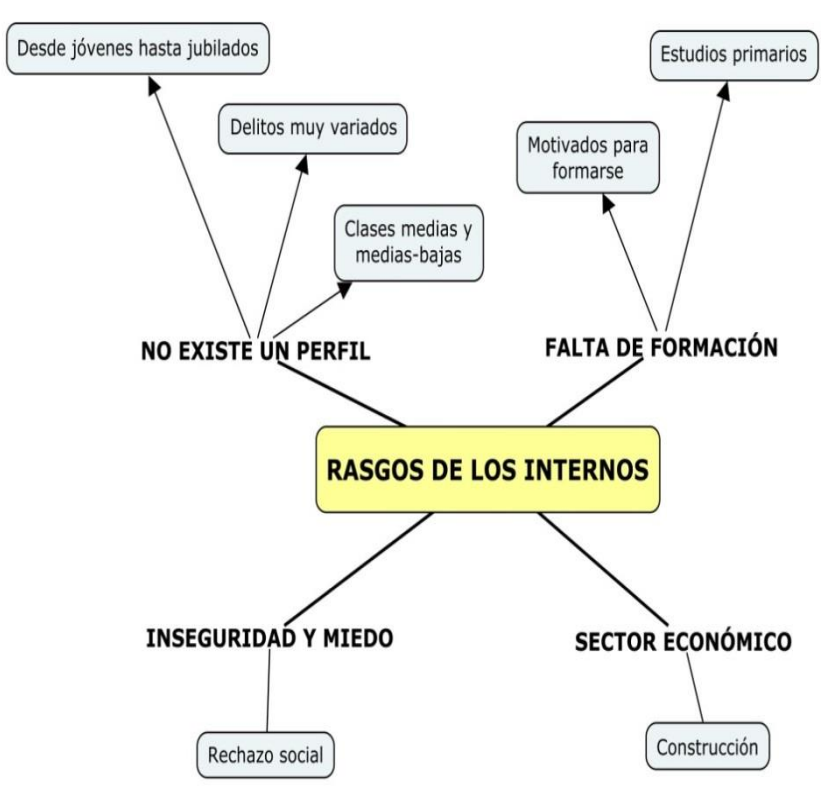 Desde jóvenes hasta jubilados
Estudios primarios
Delitos muy variados
Motivados para
formarse
Clases medias y
medias-bajas
NO EXISTE UN PERFIL
FALTA DE FORMACIÓN
RASGOS DE LOS INTERNOS
INSEGURIDAD Y MIEDO
SECTOR ECONÓMICO
Rechazo social
Construcción